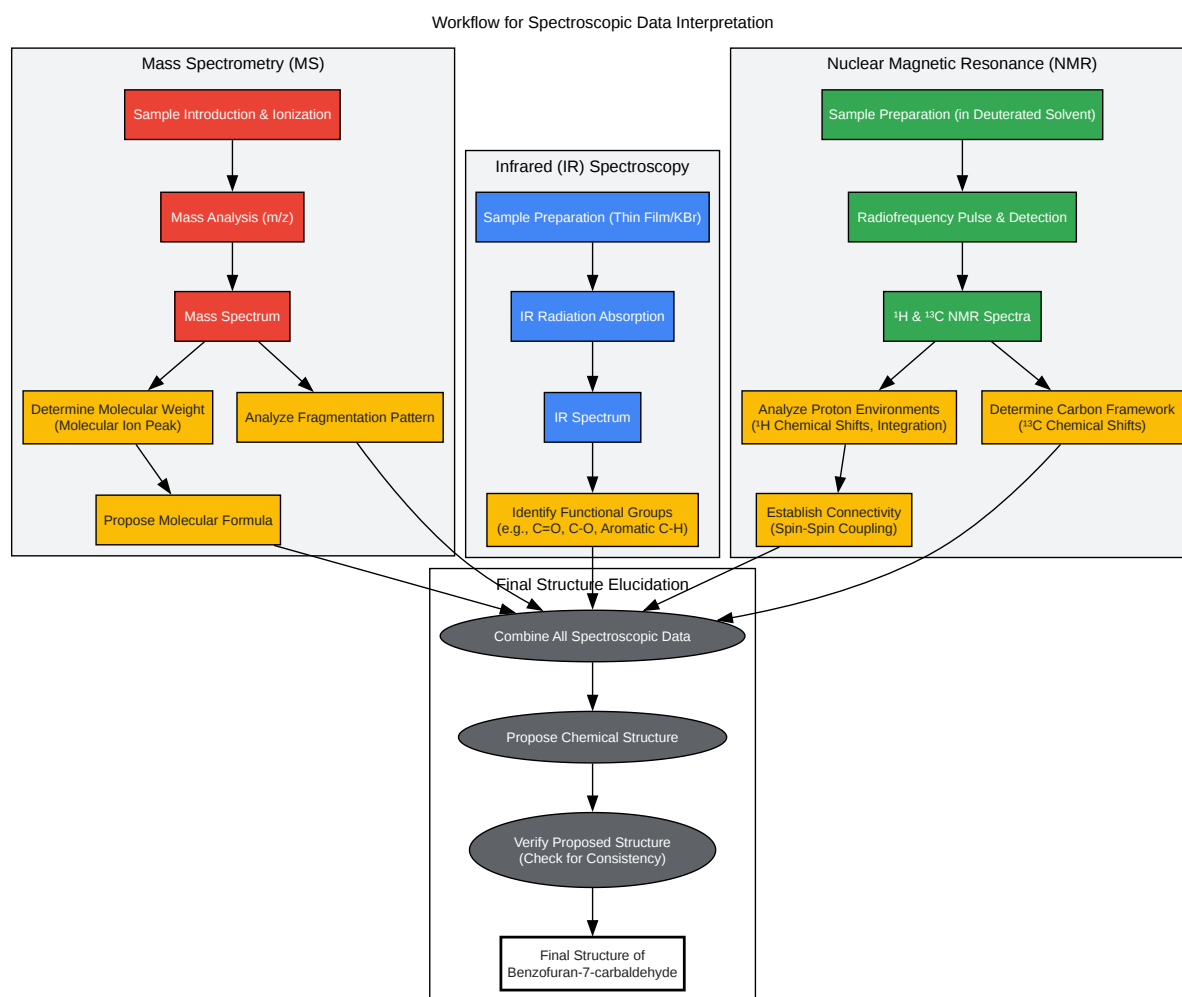 Workflow for Spectroscopic Data Interpretation
Mass Spectrometry (MS)
Sample Introduction & Ionization
Mass Analysis (m/z)
Mass Spectrum
Determine Molecular Weight
(Molecular Ion Peak)
Analyze Fragmentation Pattern
Propose Molecular Formula
Infrared (IR) Spectroscopy
Sample Preparation (Thin Film/KBr)
IR Radiation Absorption
IR Spectrum
Identify Functional Groups
(e.g., C=O, C-O, Aromatic C-H)
Nuclear Magnetic Resonance (NMR)
Sample Preparation (in Deuterated Solvent)
Radiofrequency Pulse & Detection
¹H & ¹³C NMR Spectra
Analyze Proton Environments
(¹H Chemical Shifts, Integration)
Determine Carbon Framework
(¹³C Chemical Shifts)
Establish Connectivity
(Spin-Spin Coupling)
Final Structure Elucidation
Combine All Spectroscopic Data
Propose Chemical Structure
Verify Proposed Structure
(Check for Consistency)
Final Structure of
Benzofuran-7-carbaldehyde